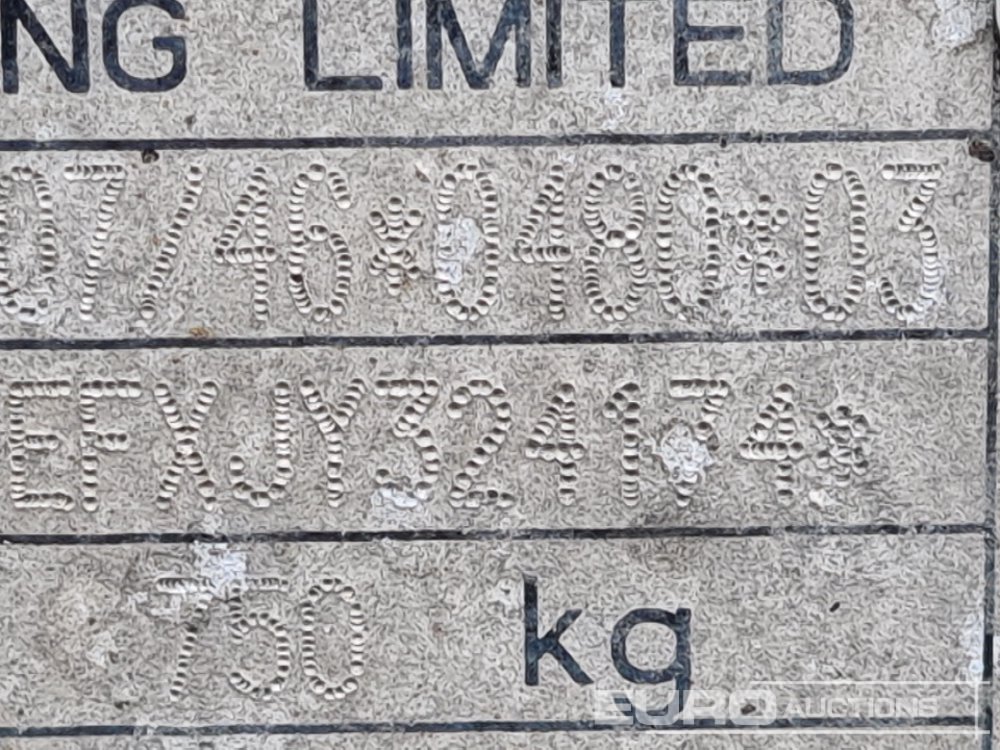 NG LIMITED
07/46*0480*03
EFXJY324174*
750 kg
EURO AUCTIONS